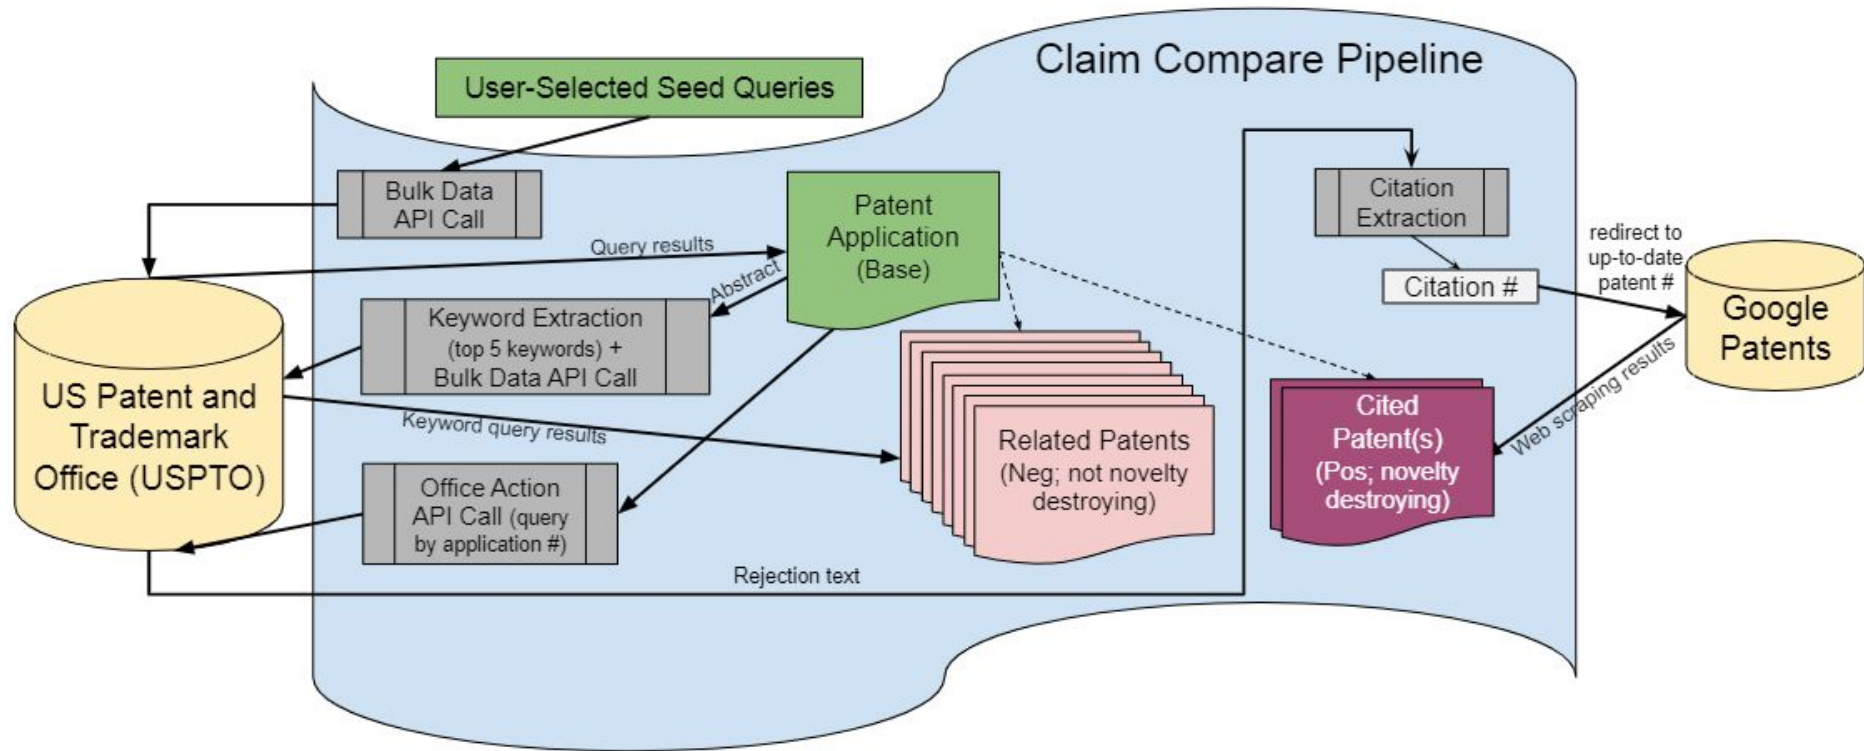 Claim Compare Pipeline
User-Selected Seed Queries
Bulk Data
API Call
Query results
Patent
Application
(Base)
Abstract
Keyword Extraction
(top 5 keywords) +
Bulk Data API Call
US Patent and
Trademark
Office (USPTO)
Keyword query results
Office Action
API Call (query
by application #)
Rejection text
Related Patents
(Neg; not novelty
destroying)
Citation
Extraction
Citation #
redirect to
up-to-date
patent #
Google
Patents
Web scraping results
Cited
Patent(s)
(Pos; novelty
destroying)